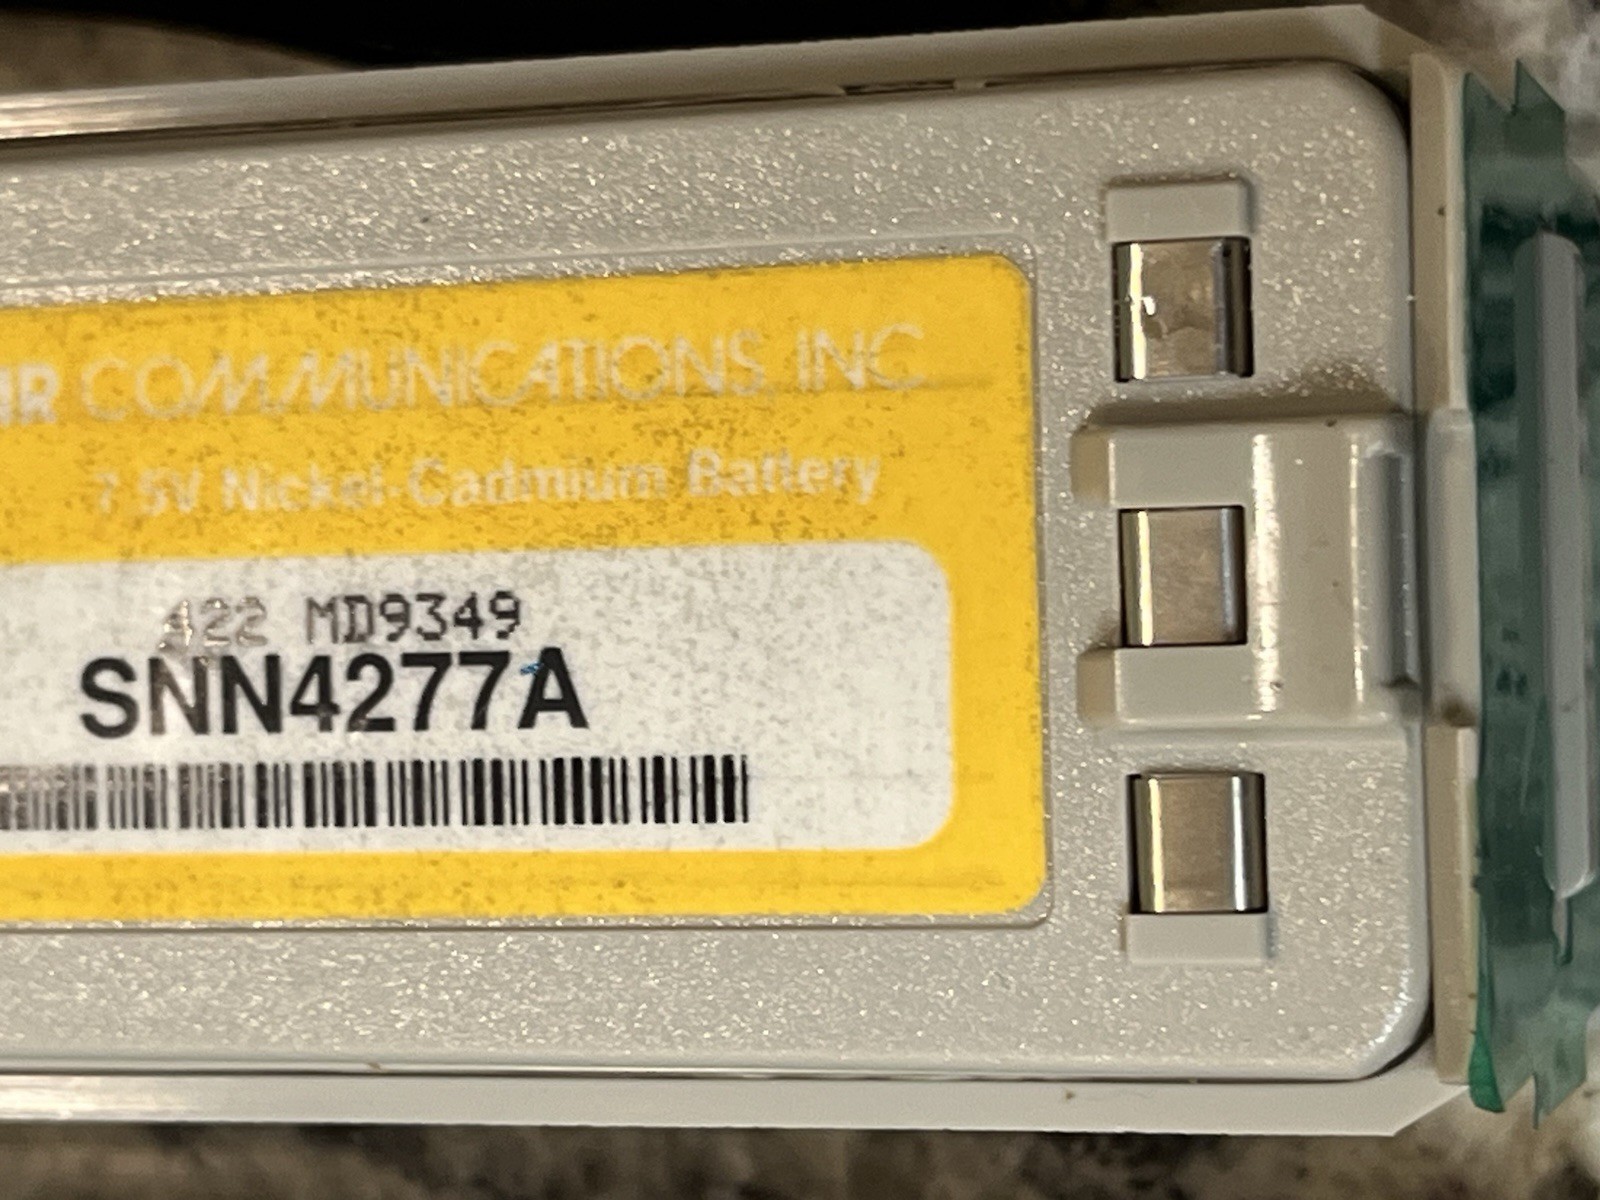 COMMUNICATIONS, INC.
7.5V Nickel-Cadmium Battery
422 MD9349
SNN4277A